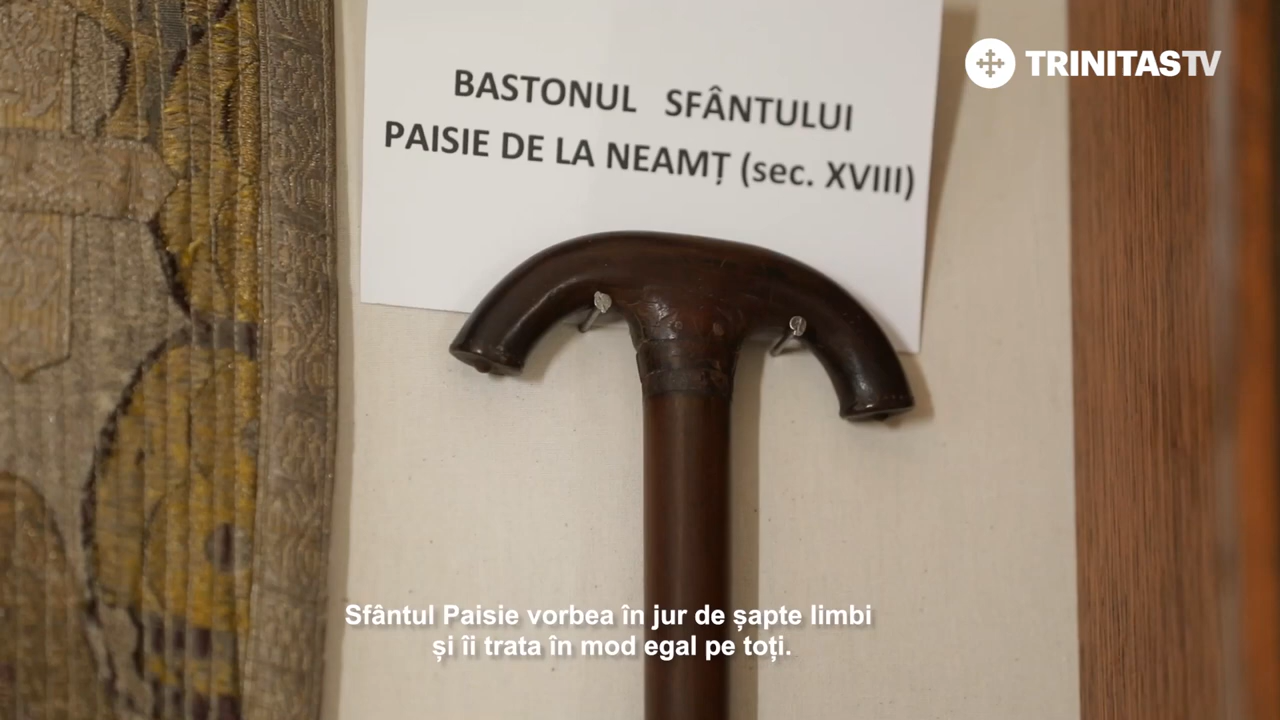 TRINITASTV
BASTONUL SFÂNTULUI
PAISIE DE LA NEAMȚ (sec. XVIII)
Sfântul Paisie vorbea în jur de șapte limbi
și îi trata în mod egal pe toți.